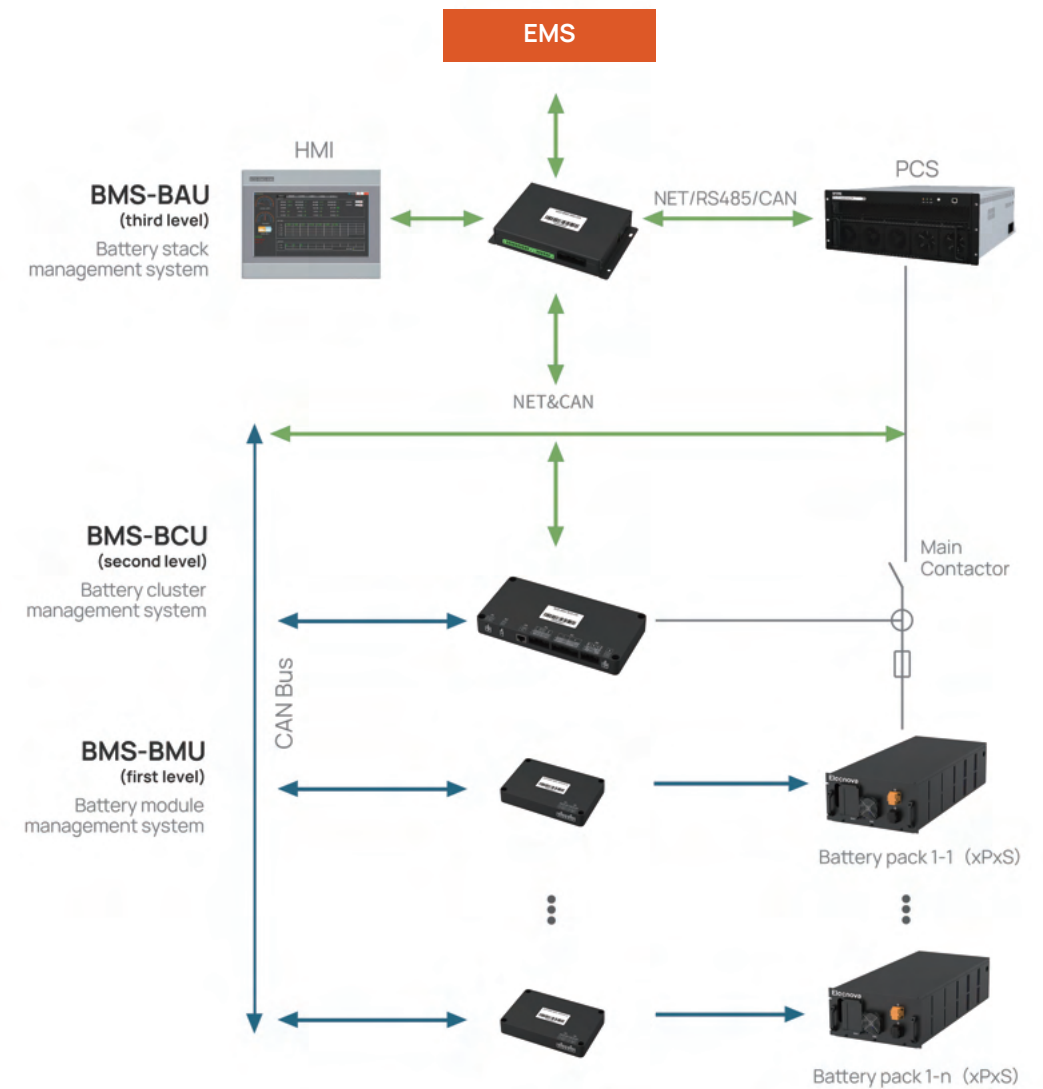 EMS
HMI
PCS
BMS-BAU
(third level)
Battery stack
management system
NET/RS485/CAN
NET&CAN
BMS-BCU
(second level)
Battery cluster
management system
Main
Contactor
CAN Bus
BMS-BMU
(first level)
Battery module
management system
Elecnova
Battery pack 1-1（xPxS）
Elecnova
Battery pack 1-n（xPxS）